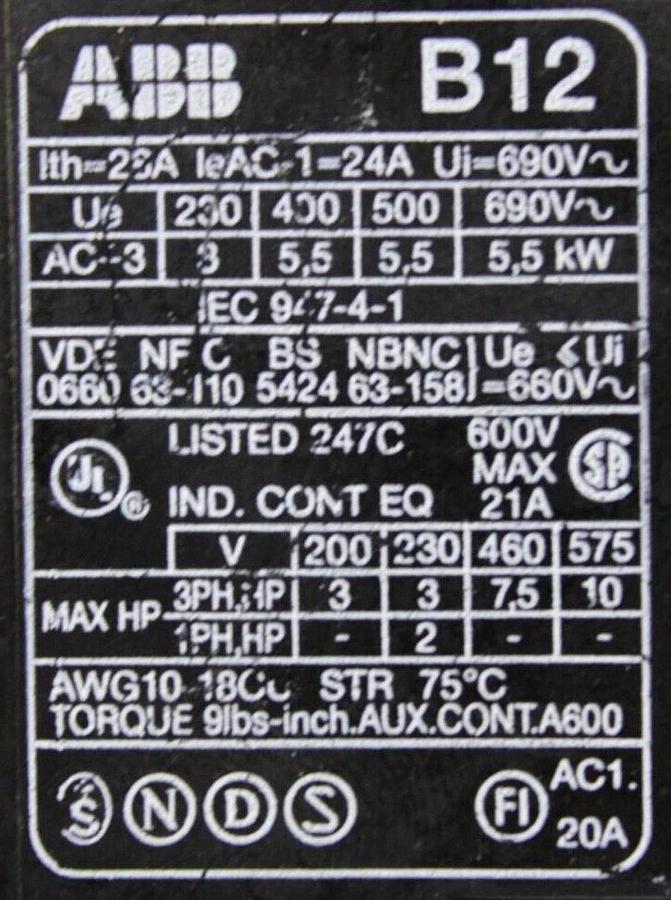 ABB B12
Ith=26A IeAC-1=24A Ui=690V~
Ue 230 400 500 690V~
AC-3 3 5,5 5,5 5,5 kW
IEC 947-4-1
VDE NF C BS NBNC Ue < Ui
0660 63-110 5424 63-158 =660V~
LISTED 247C 600V
MAX
UL ® SA
IND. CONT EQ 21A
V 200 230 460 575
3PH,HP 3 3 7,5 10
MAX HP
1PH,HP - 2 - -
AWG10-18Cu STR 75°C
TORQUE 9lbs-inch.AUX.CONT.A600
S N D S FI AC1.
20A